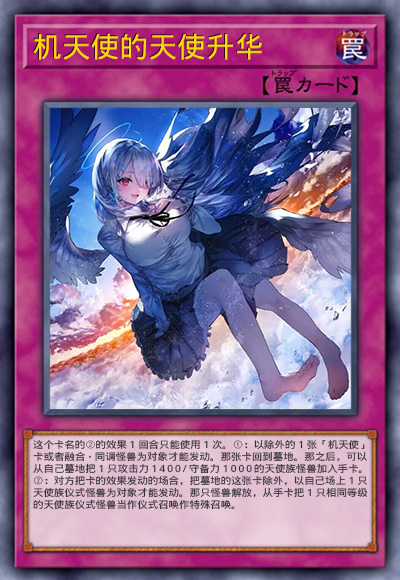 机天使的天使升华
トラップ
罠
トラップ
【罠カード】
这个卡名的②的效果1回合只能使用1次。①：以除外的1张「机天使」
卡或者融合·同调怪兽为对象才能发动。那张卡回到墓地。那之后，可以
从自己墓地把1只攻击力1400/守备力1000的天使族怪兽加入手卡。
②：对方把卡的效果发动的场合，把墓地的这张卡除外，以自己场上1只
天使族仪式怪兽为对象才能发动。那只怪兽解放，从手卡把1只相同等级
的天使族仪式怪兽当作仪式召唤作特殊召唤。